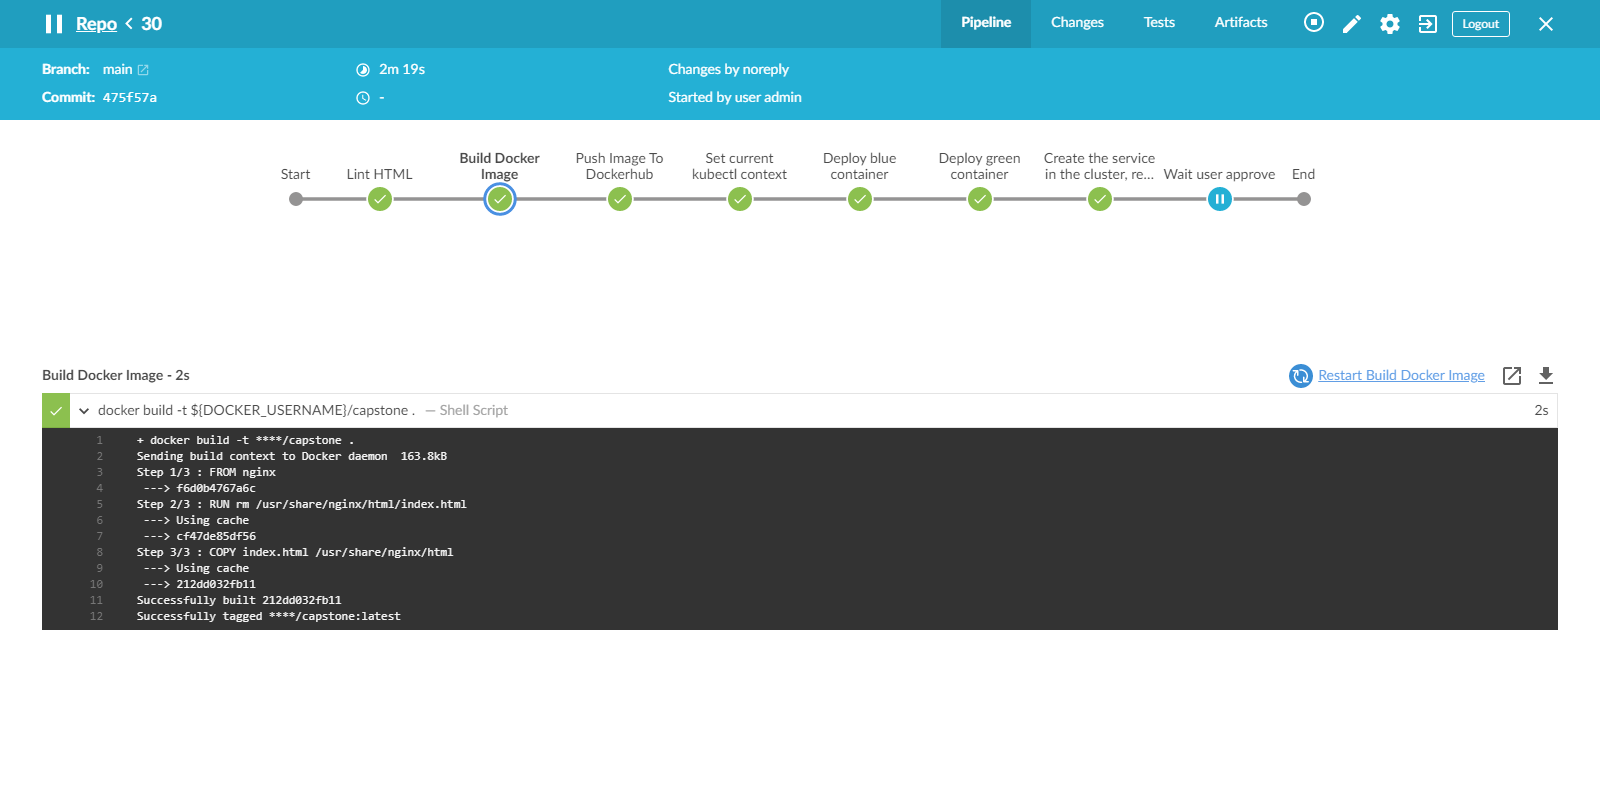 Repo < 30
Pipeline
Changes
Tests
Artifacts
Logout
Branch: main
2m 19s
Changes by noreply
Commit: 475f57a
-
Started by user admin
Start
Lint HTML
Build Docker
Image
Push Image To
Dockerhub
Set current
kubectl context
Deploy blue
container
Deploy green
container
Create the service
in the cluster, re...
Wait user approve
End
Build Docker Image - 2s
Restart Build Docker Image
docker build -t ${DOCKER_USERNAME}/capstone . — Shell Script
2s
1 + docker build -t ****/capstone .
2 Sending build context to Docker daemon  163.8kB
3 Step 1/3 : FROM nginx
4  ---> f6d0b4767a6c
5 Step 2/3 : RUN rm /usr/share/nginx/html/index.html
6  ---> Using cache
7  ---> cf47de85df56
8 Step 3/3 : COPY index.html /usr/share/nginx/html
9  ---> Using cache
10  ---> 212dd032fb11
11 Successfully built 212dd032fb11
12 Successfully tagged ****/capstone:latest